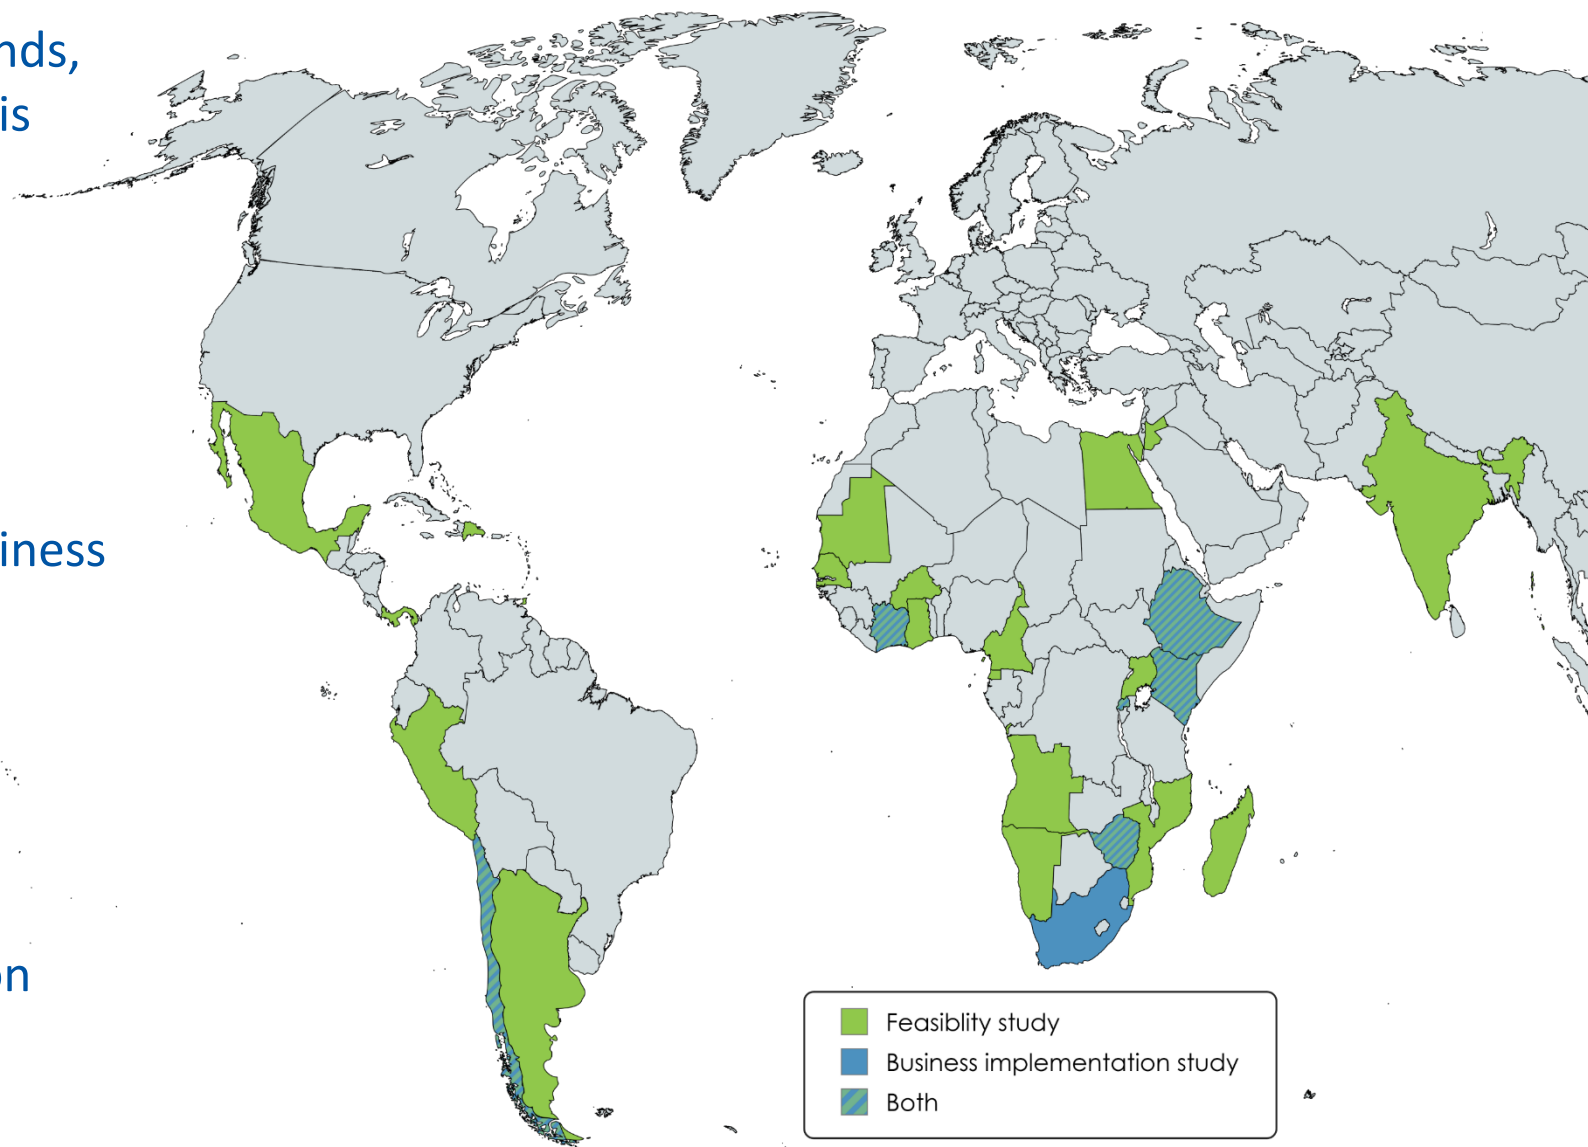 nds,
is
iness
on
Feasiblity study
Business implementation study
Both